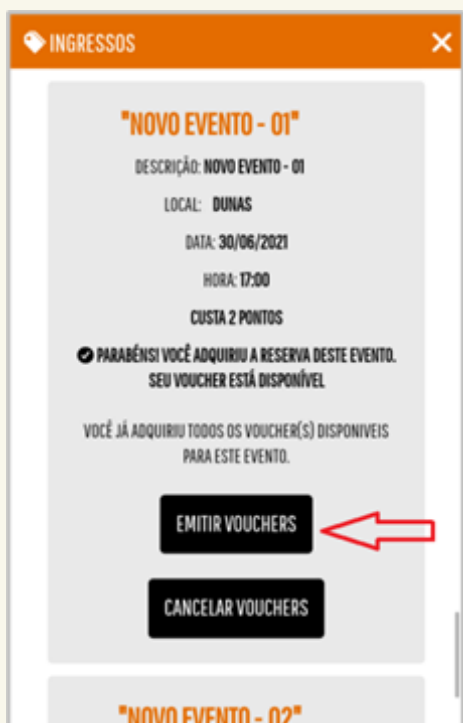 INGRESSOS
"NOVO EVENTO - 01"
DESCRIÇÃO: NOVO EVENTO - 01
LOCAL: DUNAS
DATA: 30/06/2021
HORA: 17:00
CUSTA 2 PONTOS
PARABÉNS! VOCÊ ADQUIRIU A RESERVA DESTE EVENTO.
SEU VOUCHER ESTÁ DISPONÍVEL
VOCÊ JÁ ADQUIRIU TODOS OS VOUCHER(S) DISPONIVEIS
PARA ESTE EVENTO.
EMITIR VOUCHERS
CANCELAR VOUCHERS
"NOVO EVENTO - 02"